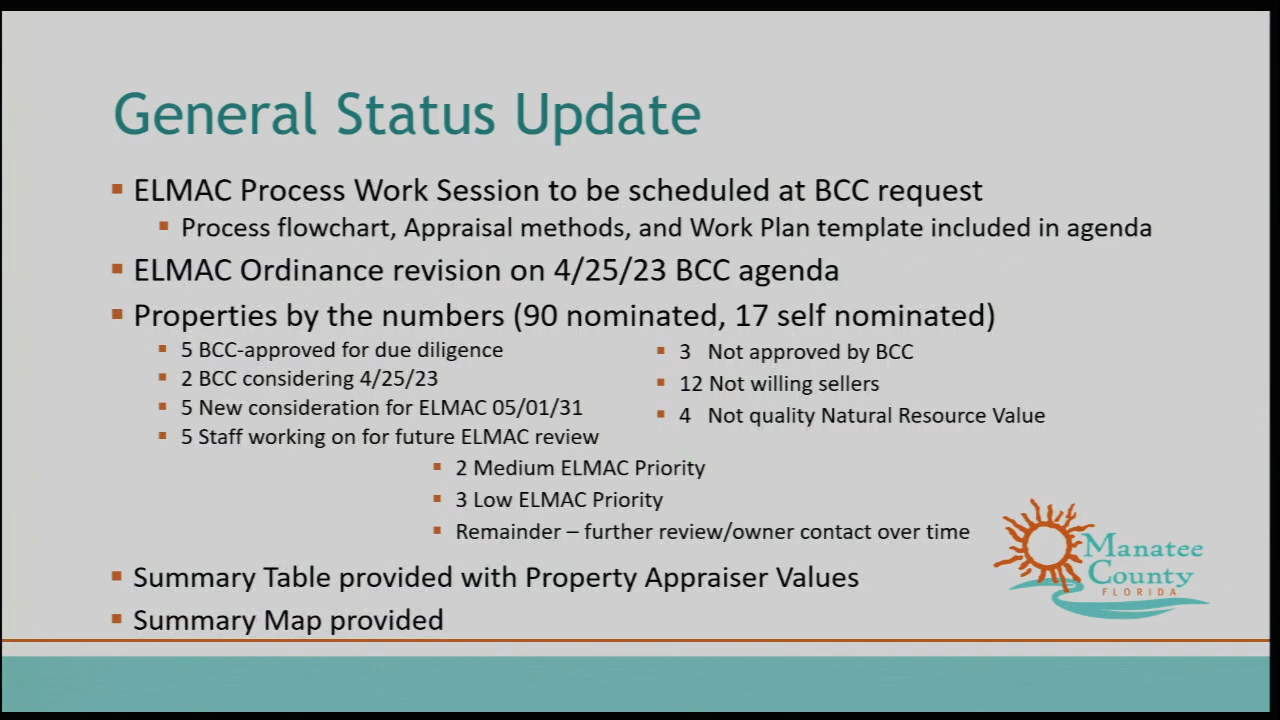 General Status Update
ELMAC Process Work Session to be scheduled at BCC request
Process flowchart, Appraisal methods, and Work Plan template included in agenda
ELMAC Ordinance revision on 4/25/23 BCC agenda
Properties by the numbers (90 nominated, 17 self nominated)
5 BCC-approved for due diligence
2 BCC considering 4/25/23
5 New consideration for ELMAC 05/01/31
5 Staff working on for future ELMAC review
3 Not approved by BCC
12 Not willing sellers
4 Not quality Natural Resource Value
2 Medium ELMAC Priority
3 Low ELMAC Priority
Remainder – further review/owner contact over time
Summary Table provided with Property Appraiser Values
Summary Map provided
Manatee
County
FLORIDA